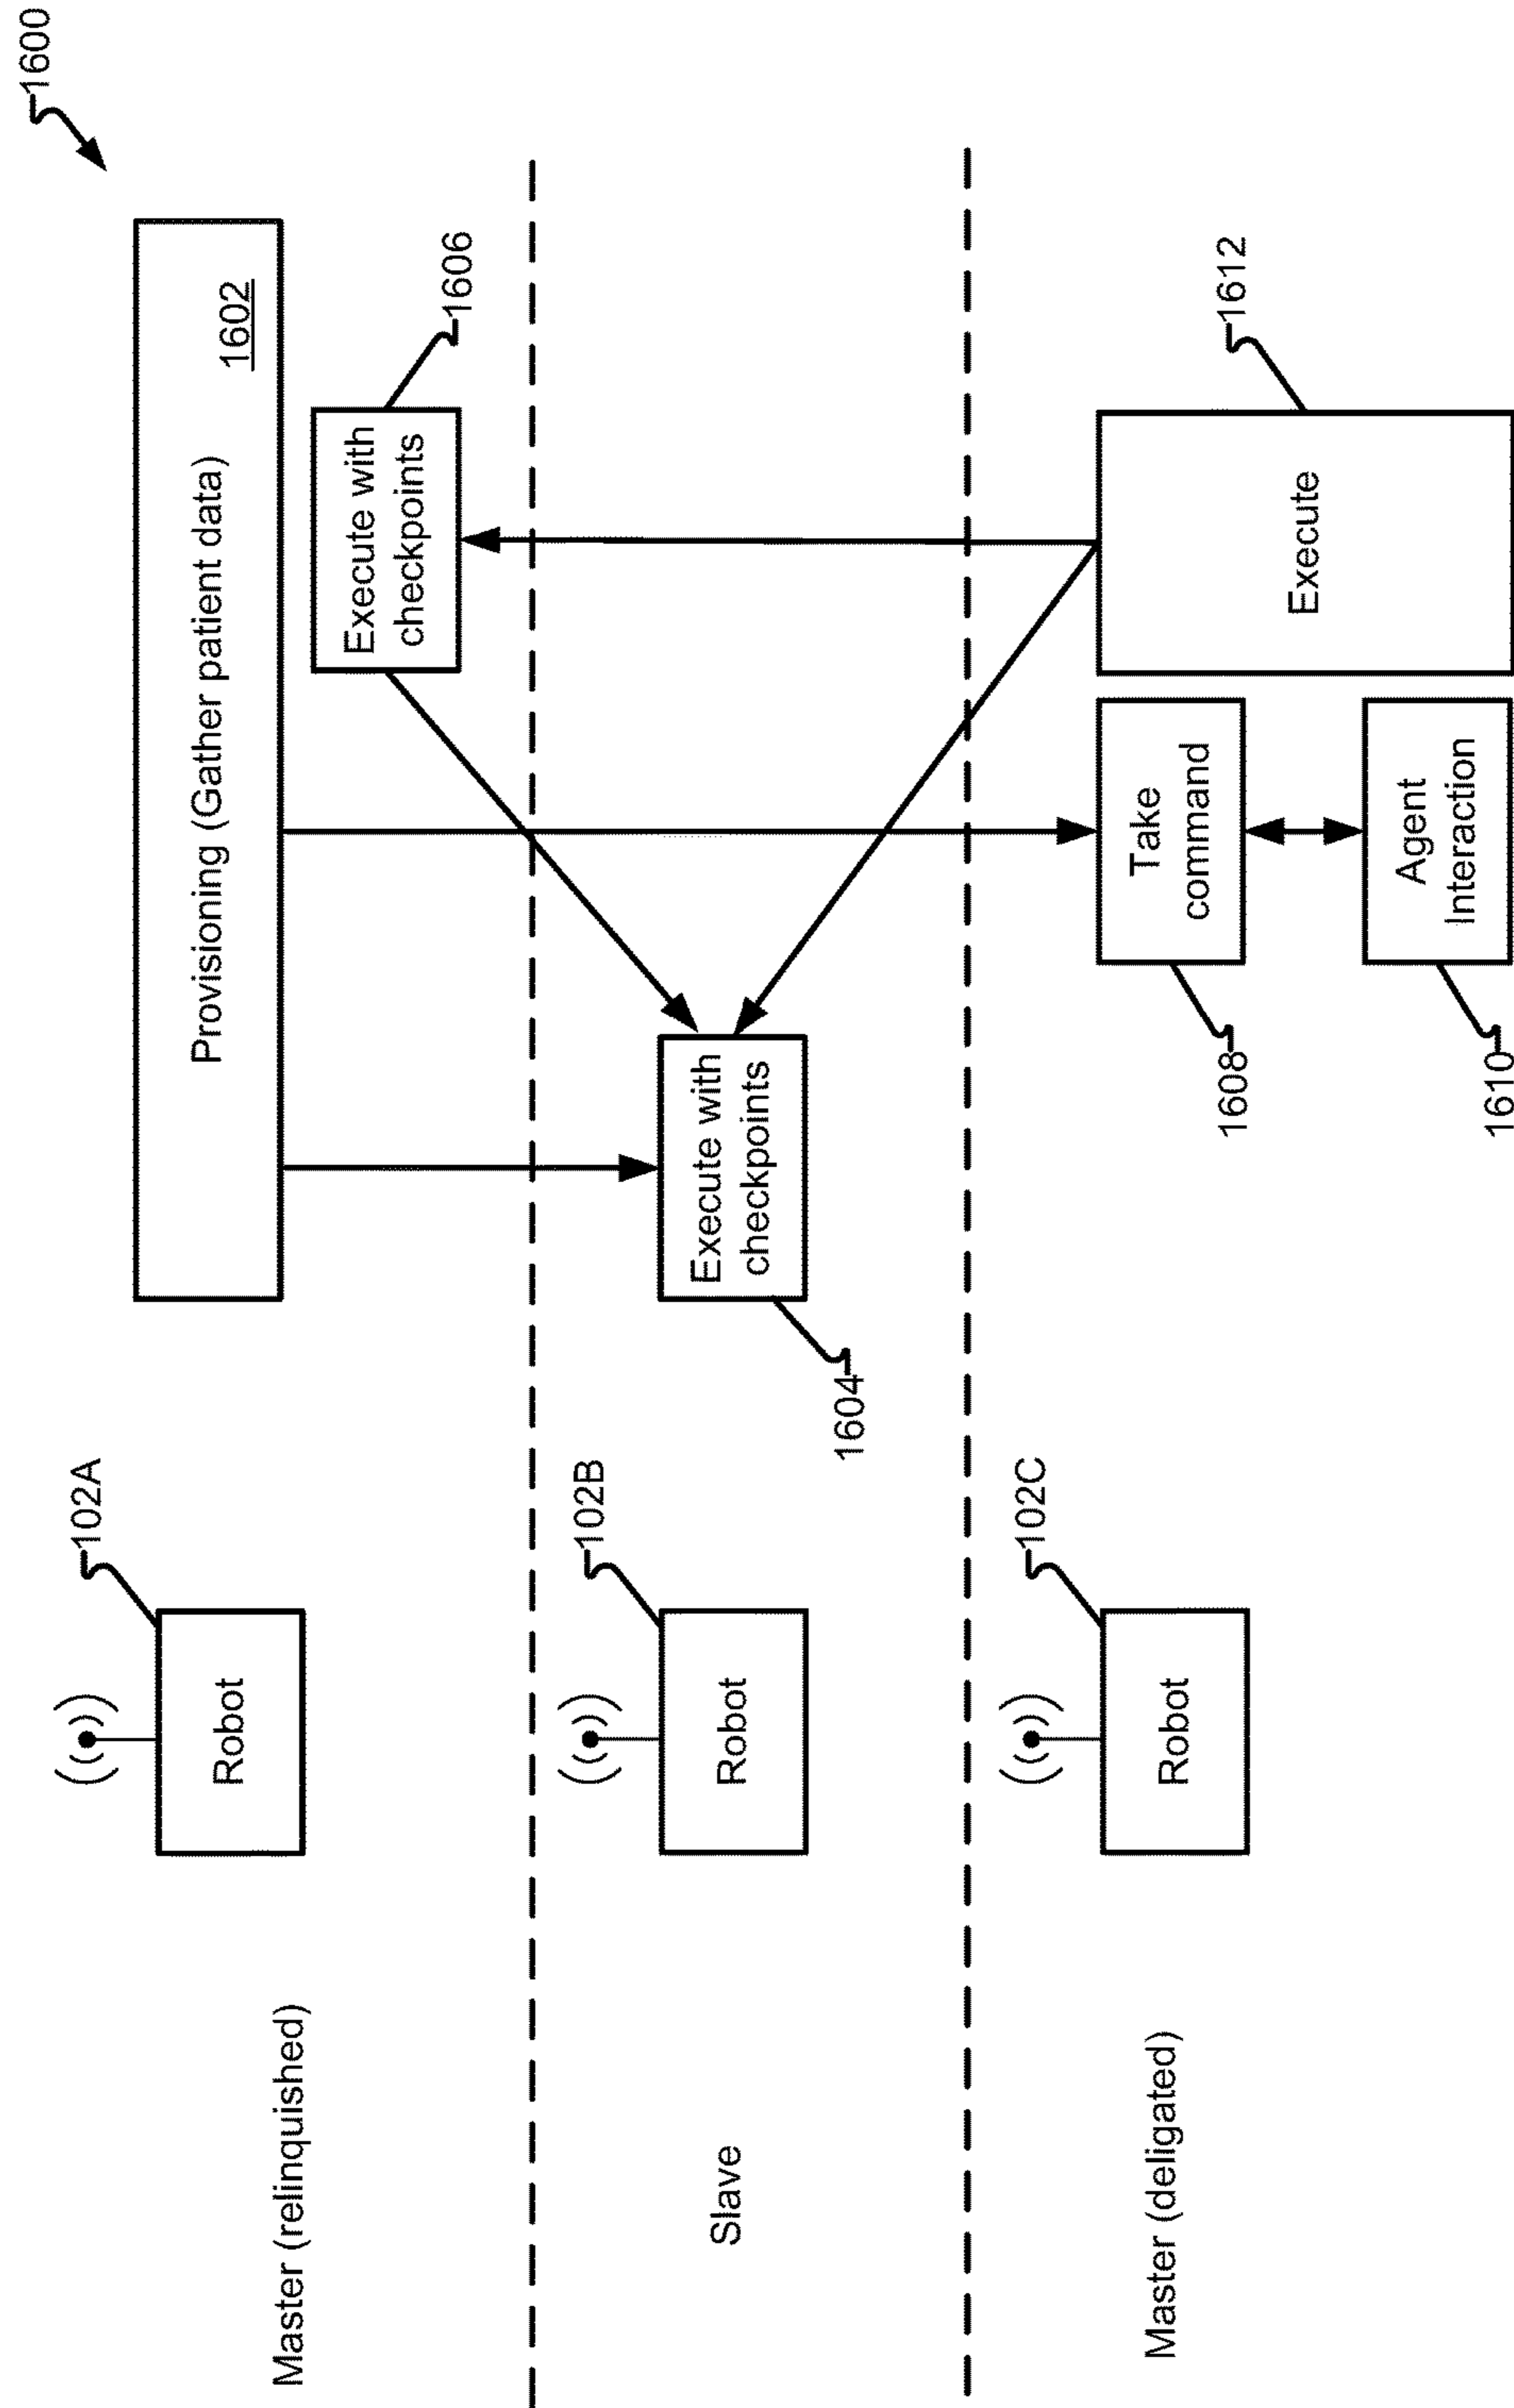 1600
Master (relinquished)
102A
Robot
Provisioning (Gather patient data)
1602
Execute with
checkpoints
1606
Slave
102B
Robot
Execute with
checkpoints
1604
Master (deligated)
102C
Robot
Take
command
1608
Agent
Interaction
1610
Execute
1612